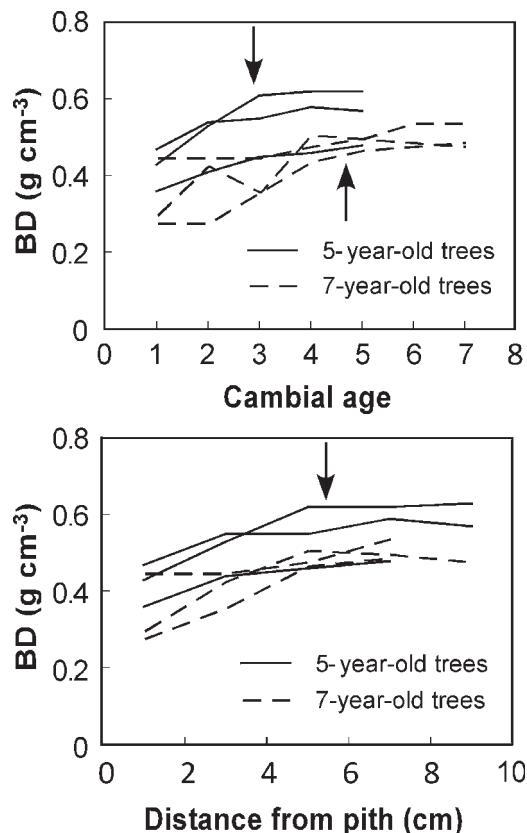 0.8
0.6
0.4
0.2
0
BD (g cm⁻³)
5-year-old trees
7-year-old trees
0 1 2 3 4 5 6 7 8
Cambial age
0.8
0.6
0.4
0.2
0
BD (g cm⁻³)
5-year-old trees
7-year-old trees
0 2 4 6 8 10
Distance from pith (cm)